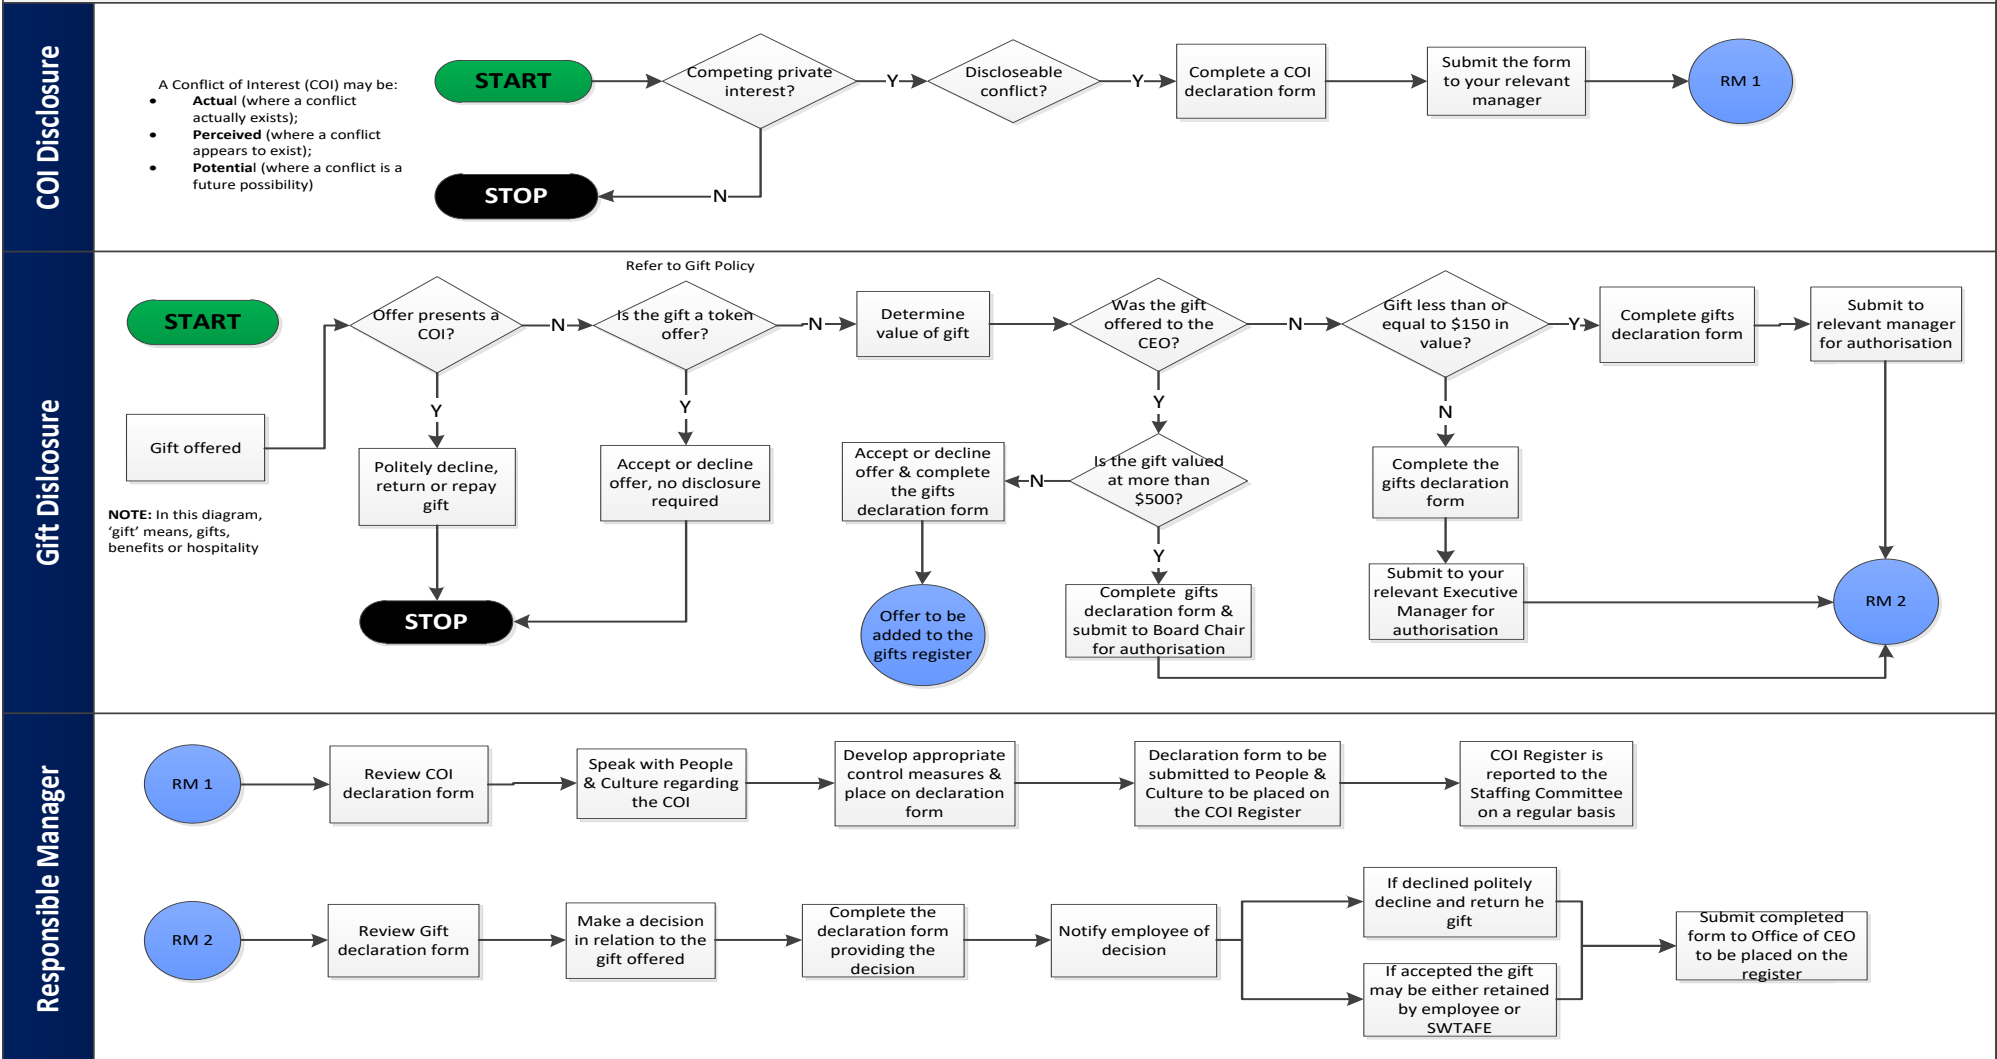 COI Disclosure
A Conflict of Interest (COI) may be:
• Actual (where a conflict
actually exists);
• Perceived (where a conflict
appears to exist);
• Potential (where a conflict is a
future possibility)
START
Competing private
interest?
Y
Discloseable
conflict?
Y
Complete a COI
declaration form
Submit the form
to your relevant
manager
RM 1
N
STOP
Gift Dislcosure
START
Gift offered
NOTE: In this diagram,
‘gift’ means, gifts,
benefits or hospitality
Offer presents a
COI?
N
Refer to Gift Policy
Is the gift a token
offer?
N
Determine
value of gift
Was the gift
offered to the
CEO?
N
Gift less than or
equal to $150 in
value?
Y
Complete gifts
declaration form
Submit to
relevant manager
for authorisation
Y
Politely decline,
return or repay
gift
STOP
Y
Accept or decline
offer, no disclosure
required
Y
Is the gift valued
at more than
$500?
N
Accept or decline
offer & complete
the gifts
declaration form
Offer to be
added to the
gifts register
Y
Complete gifts
declaration form &
submit to Board Chair
for authorisation
N
Complete the
gifts declaration
form
Submit to your
relevant Executive
Manager for
authorisation
RM 2
Responsible Manager
RM 1
Review COI
declaration form
Speak with People
& Culture regarding
the COI
Develop appropriate
control measures &
place on declaration
form
Declaration form to be
submitted to People &
Culture to be placed on
the COI Register
COI Register is
reported to the
Staffing Committee
on a regular basis
RM 2
Review Gift
declaration form
Make a decision
in relation to the
gift offered
Complete the
declaration form
providing the
decision
Notify employee of
decision
If declined politely
decline and return he
gift
If accepted the gift
may be either retained
by employee or
SWTAFE
Submit completed
form to Office of CEO
to be placed on the
register